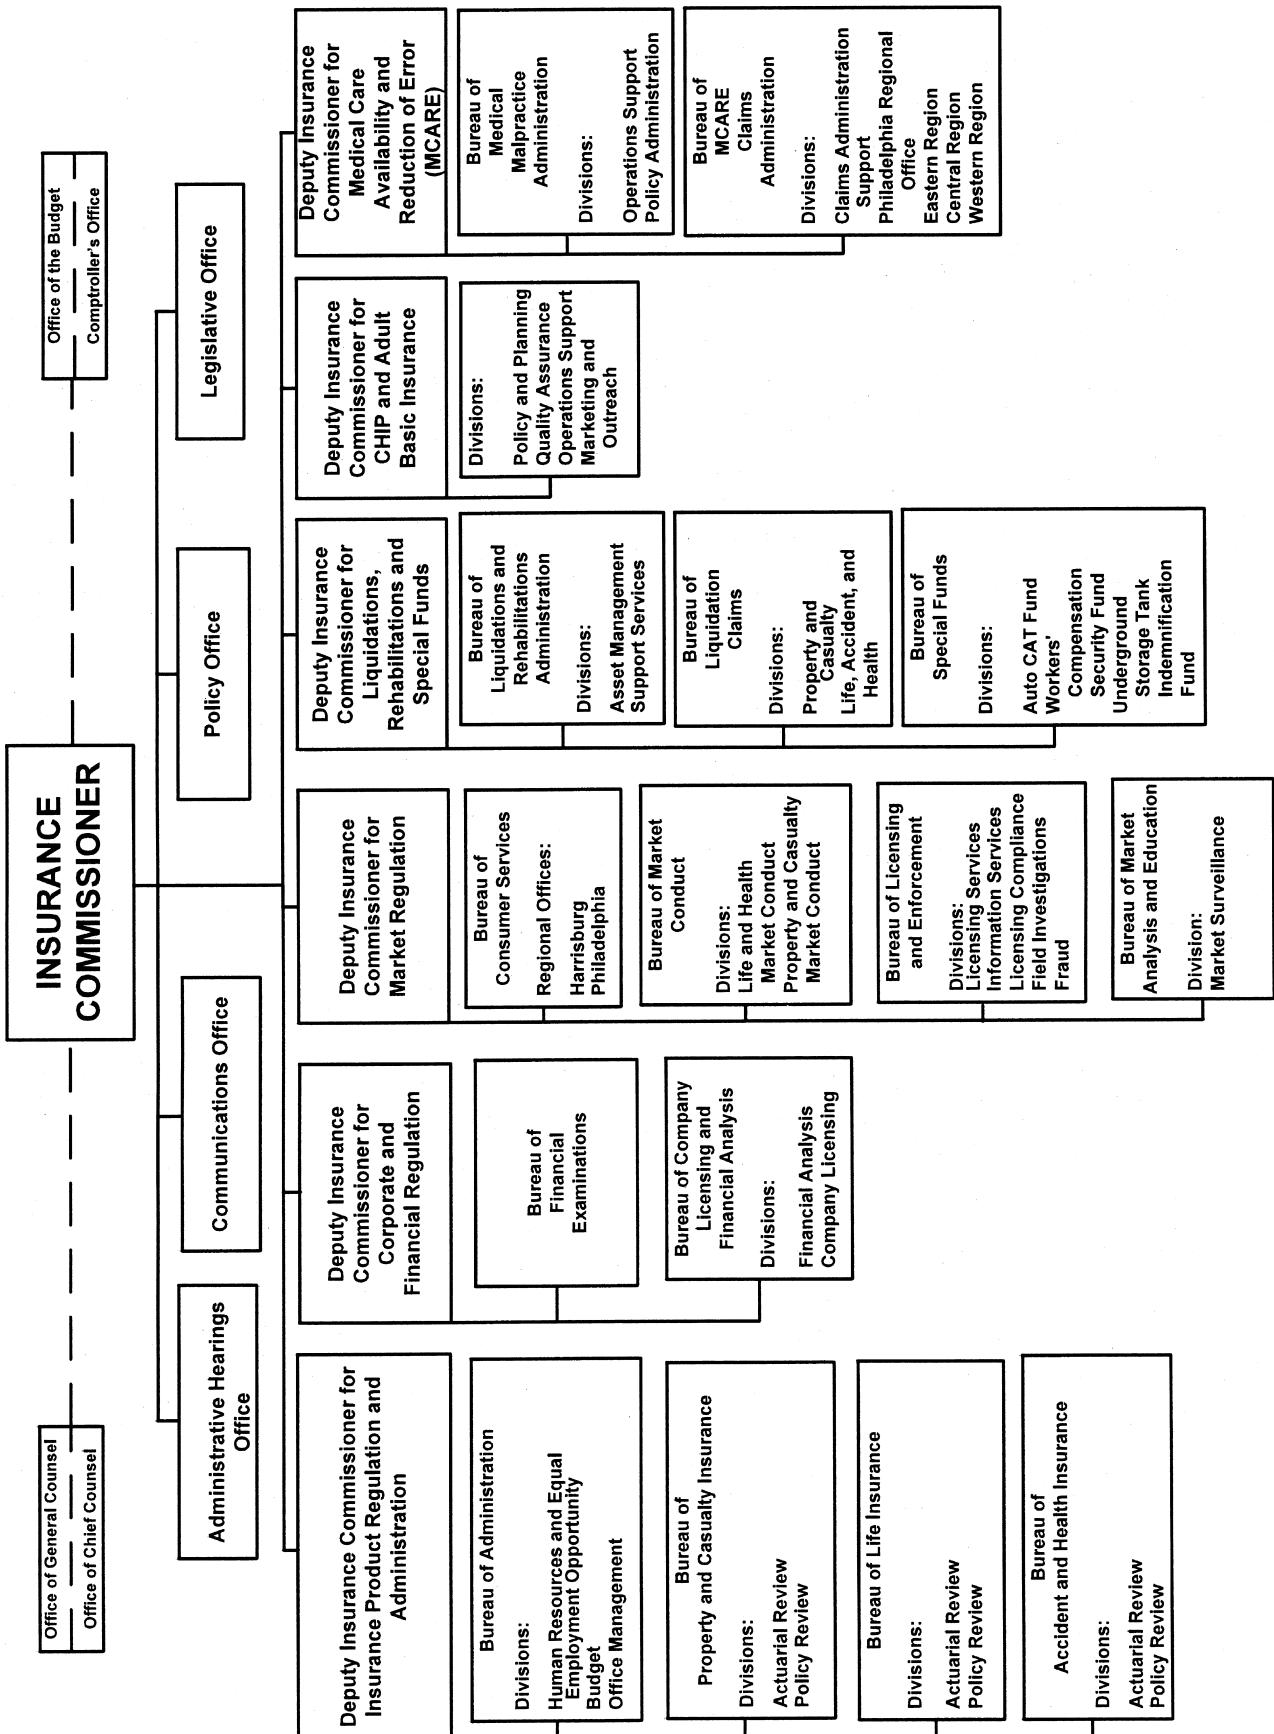 INSURANCE
COMMISSIONER
Office of General Counsel
Office of Chief Counsel
Office of the Budget
Comptroller's Office
Administrative Hearings
Office
Communications Office
Policy Office
Legislative Office
Deputy Insurance Commissioner for
Insurance Product Regulation and
Administration
Bureau of Administration
Divisions:
Human Resources and Equal
Employment Opportunity
Budget
Office Management
Bureau of
Property and Casualty Insurance
Divisions:
Actuarial Review
Policy Review
Bureau of Life Insurance
Divisions:
Actuarial Review
Policy Review
Bureau of
Accident and Health Insurance
Divisions:
Actuarial Review
Policy Review
Deputy Insurance
Commissioner for
Corporate and
Financial Regulation
Bureau of
Financial
Examinations
Bureau of Company
Licensing and
Financial Analysis
Divisions:
Financial Analysis
Company Licensing
Deputy Insurance
Commissioner for
Market Regulation
Bureau of
Consumer Services
Regional Offices:
Harrisburg
Philadelphia
Bureau of Market
Conduct
Divisions:
Life and Health
Market Conduct
Property and Casualty
Market Conduct
Bureau of Licensing
and Enforcement
Divisions:
Licensing Services
Information Services
Licensing Compliance
Field Investigations
Fraud
Bureau of Market
Analysis and Education
Division:
Market Surveillance
Deputy Insurance
Commissioner for
Liquidations,
Rehabilitations and
Special Funds
Bureau of
Liquidations and
Rehabilitations
Administration
Divisions:
Asset Management
Support Services
Bureau of
Liquidation
Claims
Divisions:
Property and
Casualty
Life, Accident, and
Health
Bureau of
Special Funds
Divisions:
Auto CAT Fund
Workers'
Compensation
Security Fund
Underground
Storage Tank
Indemnification
Fund
Deputy Insurance
Commissioner for
CHIP and Adult
Basic Insurance
Divisions:
Policy and Planning
Quality Assurance
Operations Support
Marketing and
Outreach
Deputy Insurance
Commissioner for
Medical Care
Availability and
Reduction of Error
(MCARE)
Bureau of
Medical
Malpractice
Administration
Divisions:
Operations Support
Policy Administration
Bureau of
MCARE
Claims
Administration
Divisions:
Claims Administration
Support
Philadelphia Regional
Office
Eastern Region
Central Region
Western Region